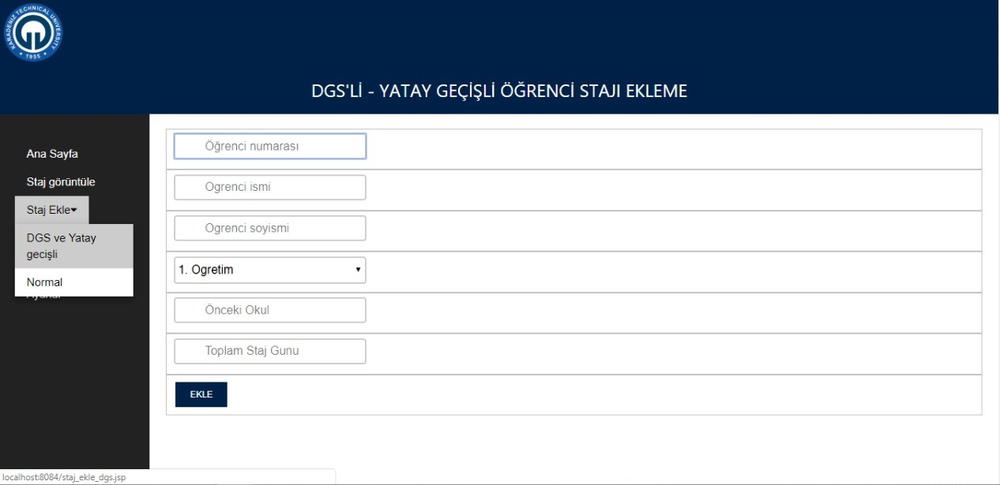 KARADENIZ TECHNICAL UNIVERSITY
1955
DGS'Lİ - YATAY GEÇİŞLİ ÖĞRENCİ STAJI EKLEME
Ana Sayfa
Staj görüntüle
Staj Ekle
DGS ve Yatay
gecişli
Normal
Öğrenci numarası
Ogrenci ismi
Ogrenci soyismi
1. Ogretim
Önceki Okul
Toplam Staj Gunu
EKLE
localhost:8084/staj_ekle_dgs.jsp